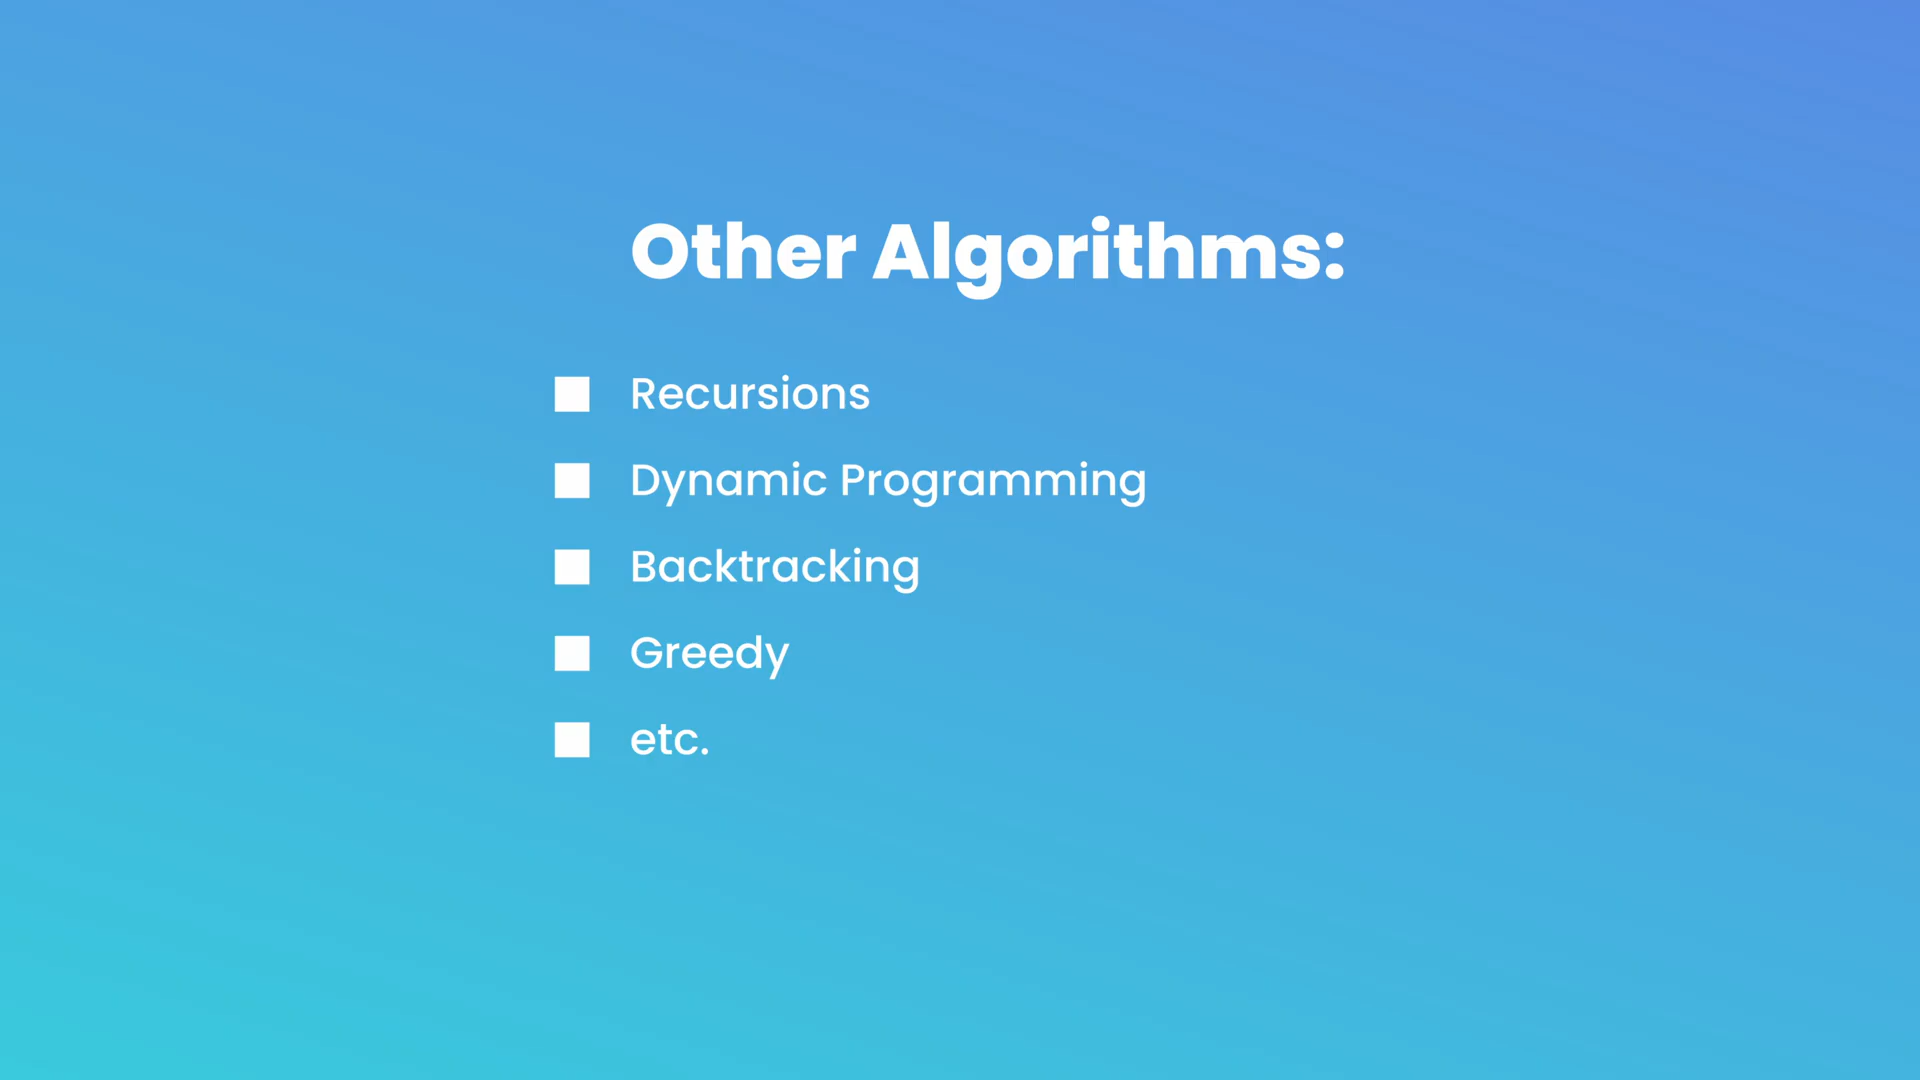 Other Algorithms:
Recursions
Dynamic Programming
Backtracking
Greedy
etc.